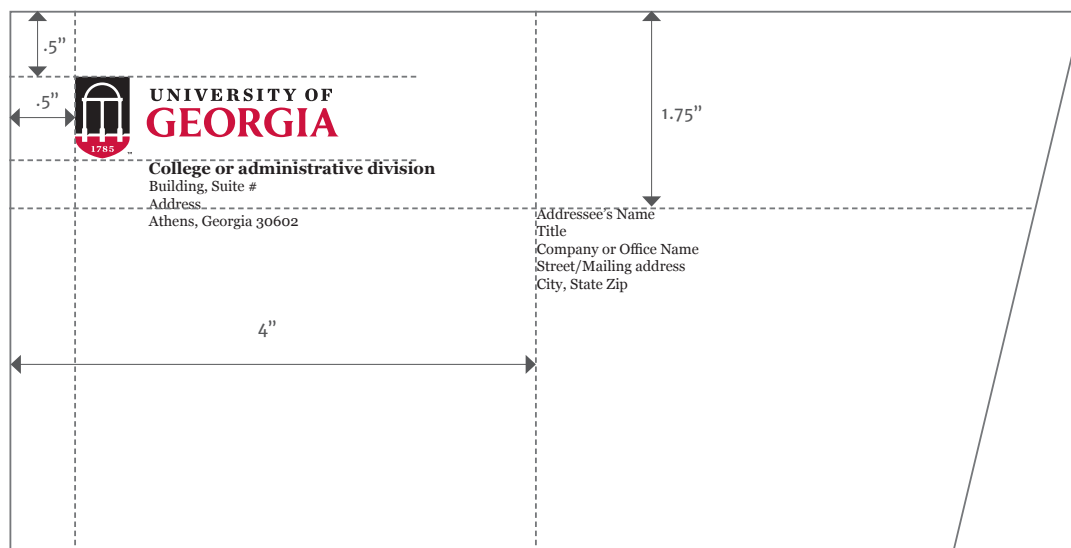 .5”
.5”
UNIVERSITY OF
GEORGIA
1785
™
College or administrative division
Building, Suite #
Address
Athens, Georgia 30602
1.75”
Addressee's Name
Title
Company or Office Name
Street/Mailing address
City, State Zip
4”